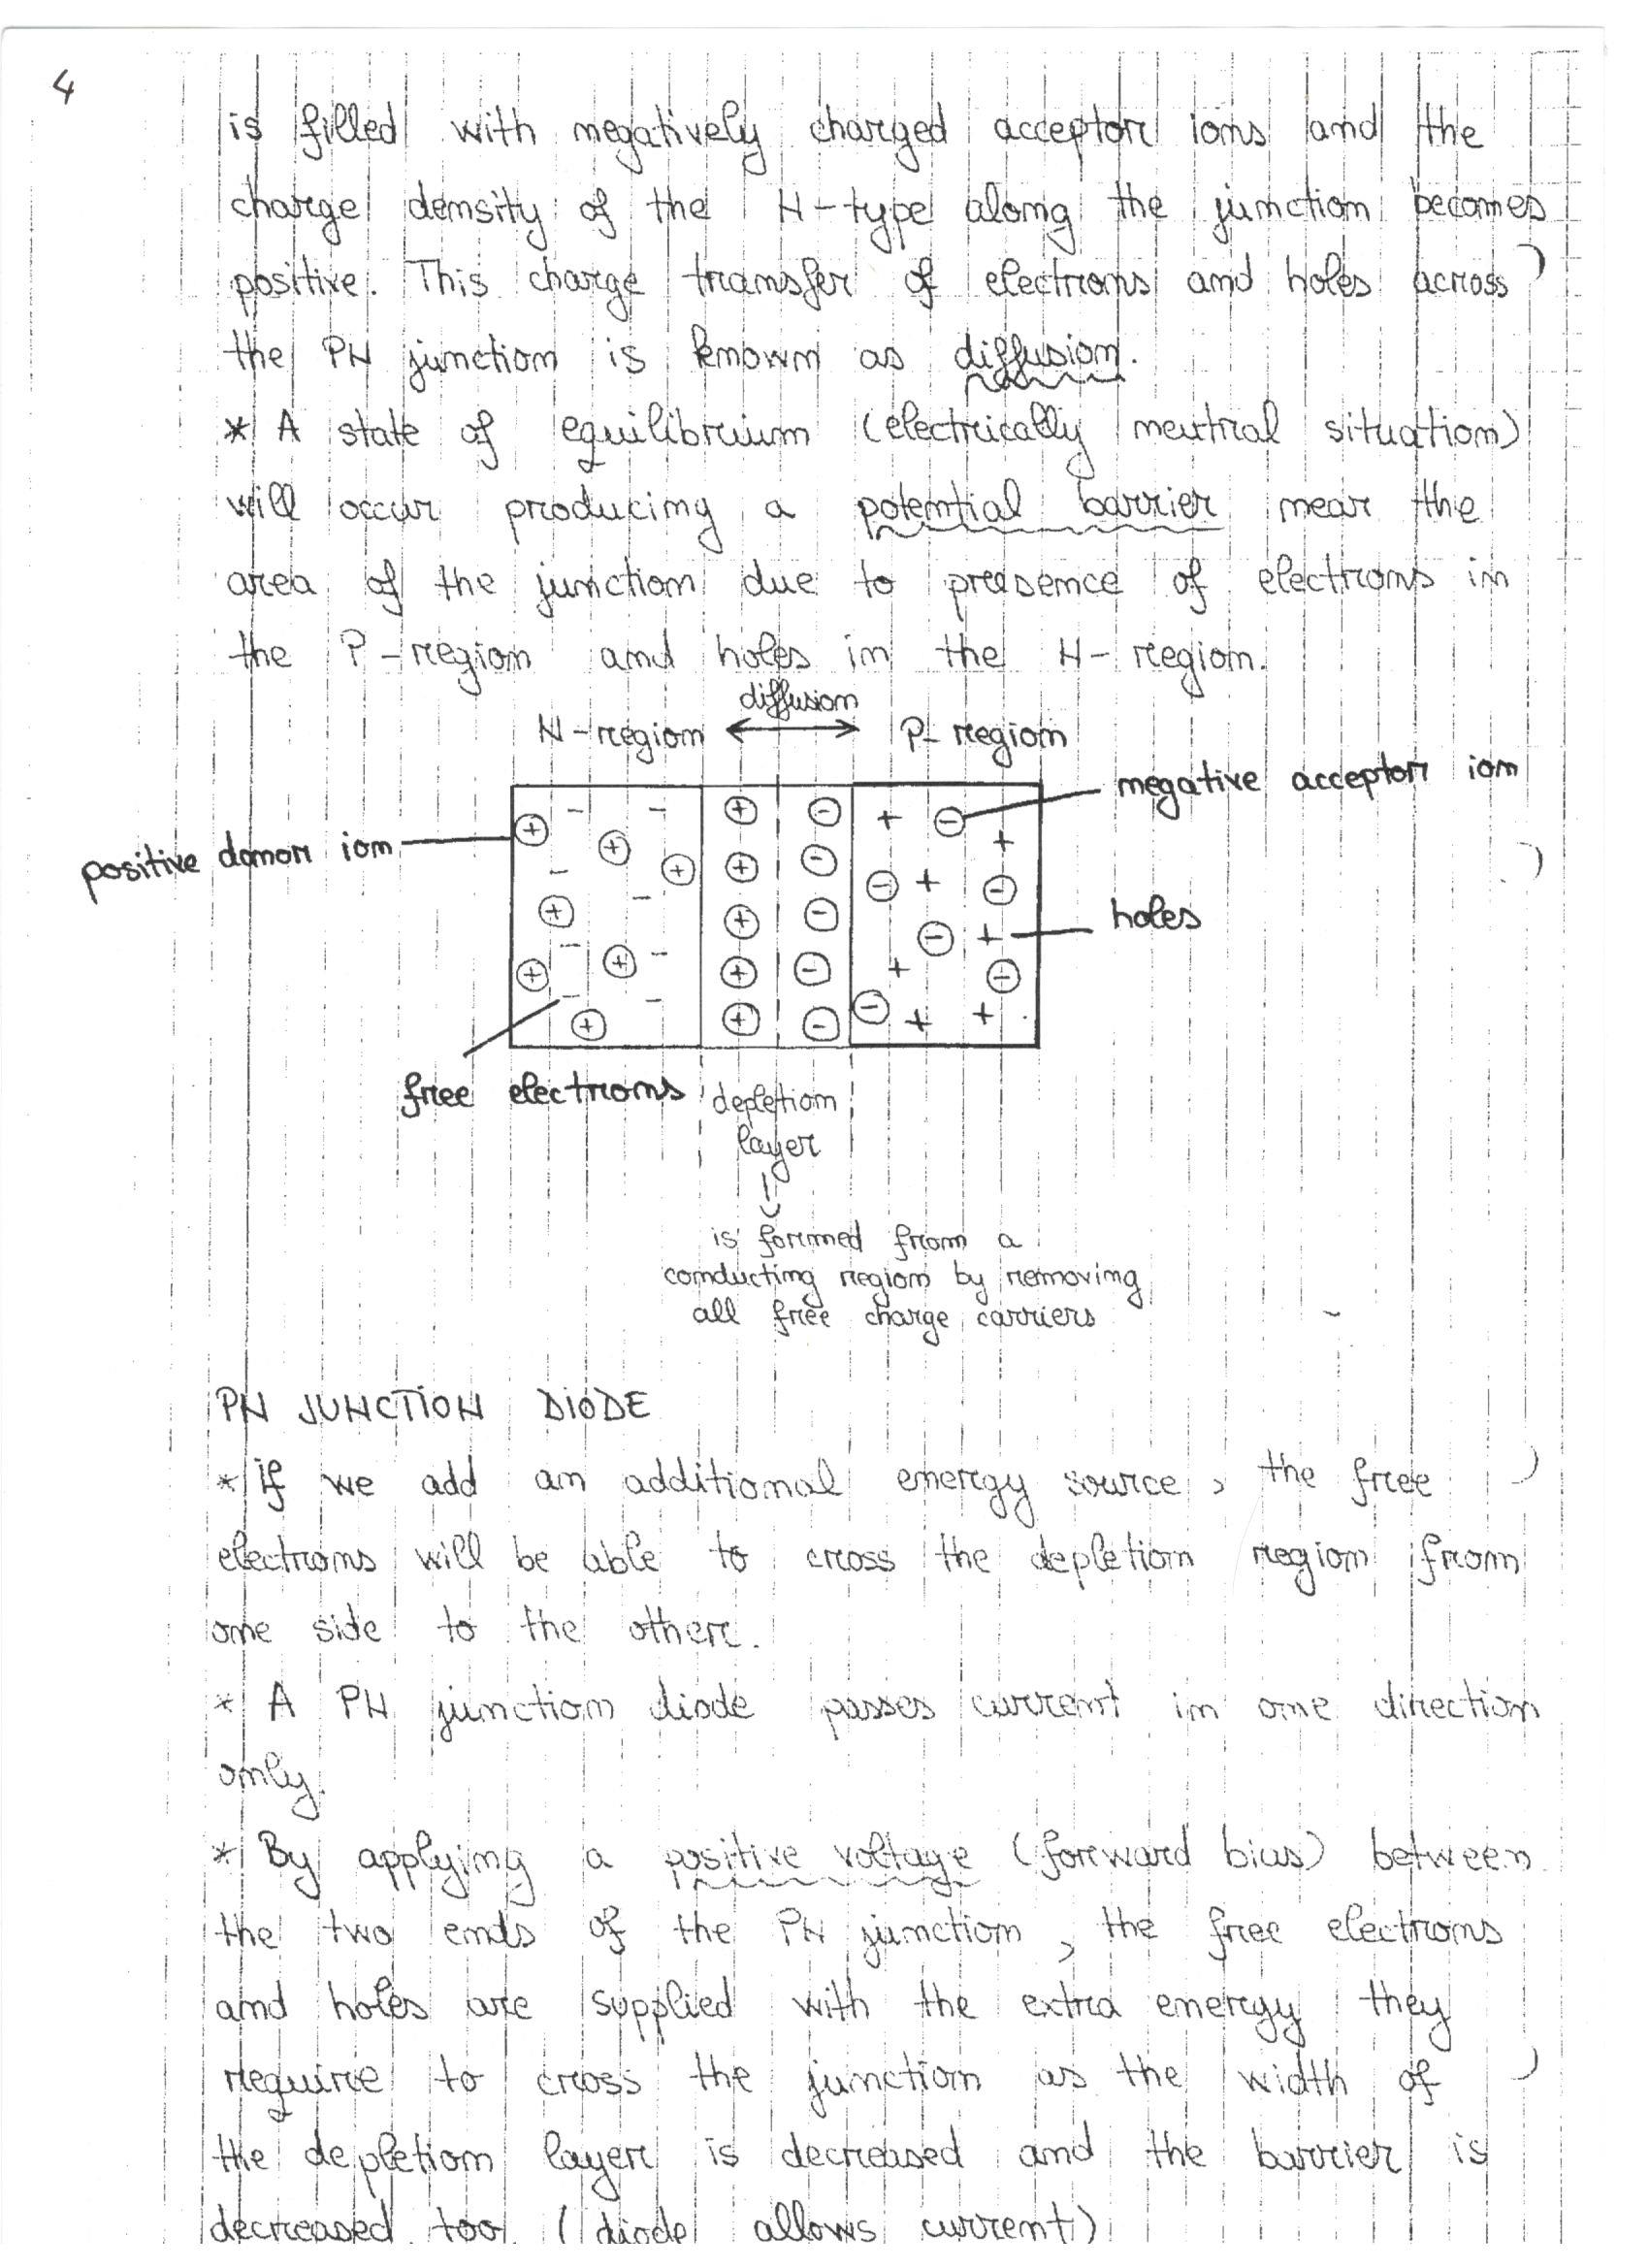 4
is filled with negatively charged acceptor ions and the
charge density of the N-type along the junction becomes
positive. This charge transfer of electrons and holes across
the PN junction is known as diffusion.
* A state of equilibrium (electrically neutral situation)
will occur producing a potential barrier near the
area of the junction due to presence of electrons in
the P-region and holes in the N-region.
diffusion
N-region P-region
negative acceptor ion
positive donor ion
holes
free electrons
depletion
layer
is formed from a
conducting region by removing
all free charge carriers
PN JUNCTION DIODE
* If we add an additional energy source, the free
electrons will be able to cross the depletion region from
one side to the other.
* A PN junction diode passes current in one direction
only.
* By applying a positive voltage (forward bias) between
the two ends of the PN junction, the free electrons
and holes are supplied with the extra energy they
require to cross the junction as the width of
the depletion layer is decreased and the barrier is
decreased too. (diode allows current)